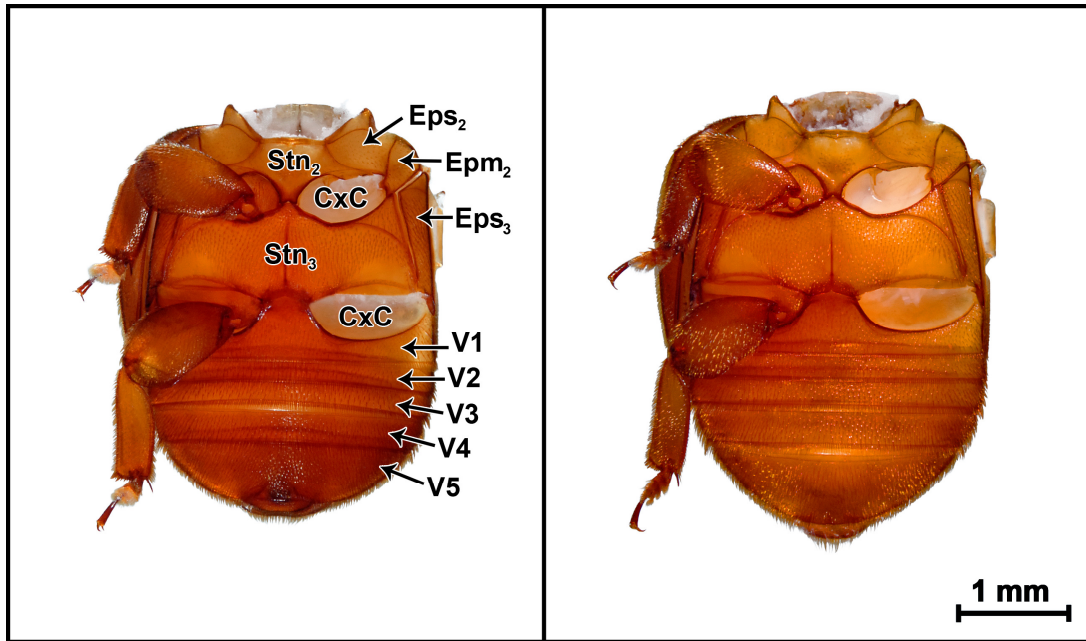 Eps₂
Stn₂
Epm₂
CxC
Eps₃
Stn₃
CxC
V1
V2
V3
V4
V5
1 mm